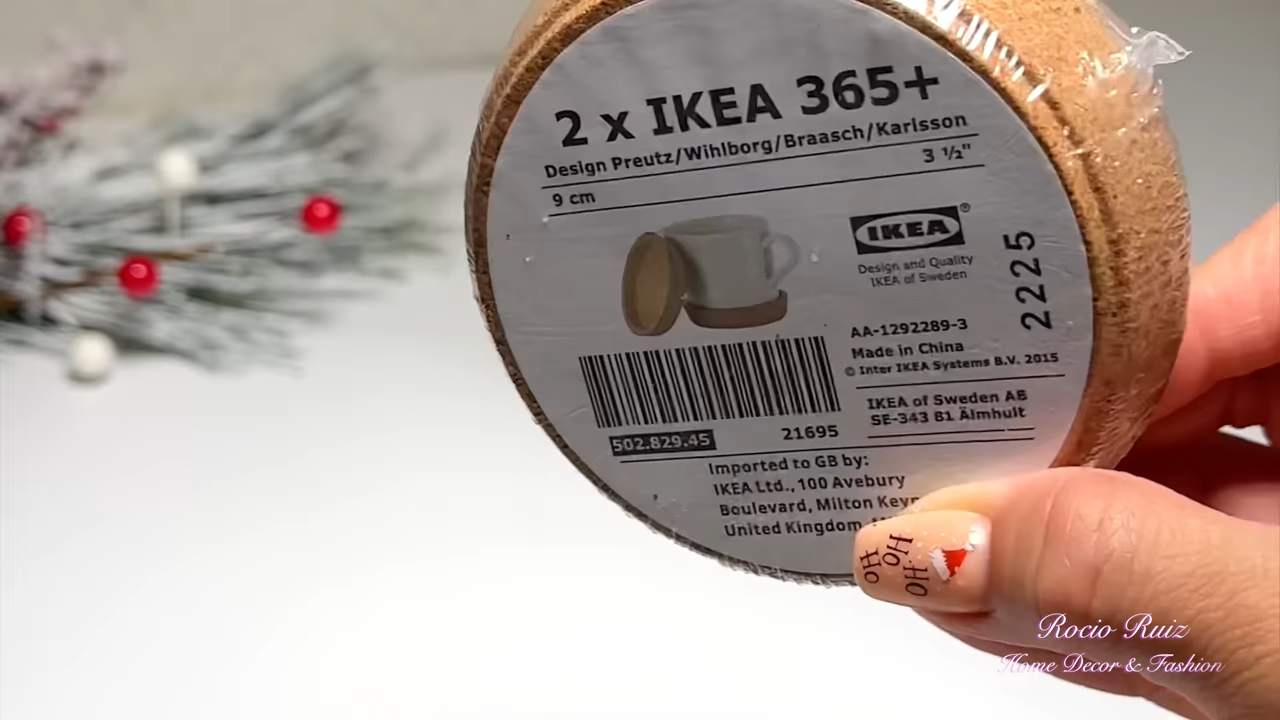 2 x IKEA 365+
Design Preutz/Wihlborg/Braasch/Karlsson
9 cm
3 ½"
IKEA®
Design and Quality
IKEA of Sweden
2225
AA-1292289-3
Made in China
© Inter IKEA Systems B.V. 2015
IKEA of Sweden AB
SE-343 81 Älmhult
502.829.45
21695
Imported to GB by:
IKEA Ltd., 100 Avebury
Boulevard, Milton
United Kingdom
HO
HO
HO
Rocio Ruiz
Home Decor & Fashion